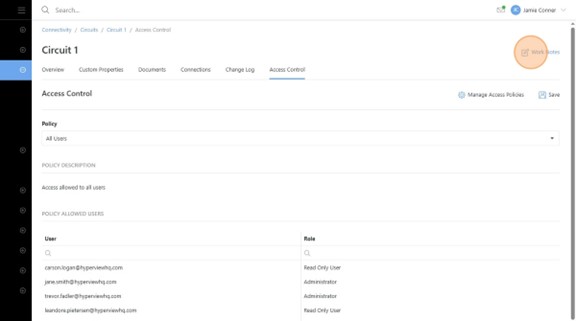 Search...
Jamie Conner
Connectivity / Circuits / Circuit 1 / Access Control
Circuit 1
Work Notes
Overview Custom Properties Documents Connections Change Log Access Control
Access Control
Manage Access Policies Save
Policy
All Users
POLICY DESCRIPTION
Access allowed to all users
POLICY ALLOWED USERS
User Role
carson.logan@hyperviewhq.com Read Only User
jane.smith@hyperviewhq.com Administrator
trevor.fadler@hyperviewhq.com Administrator
leandore.pietersen@hyperviewhq.com Read Only User